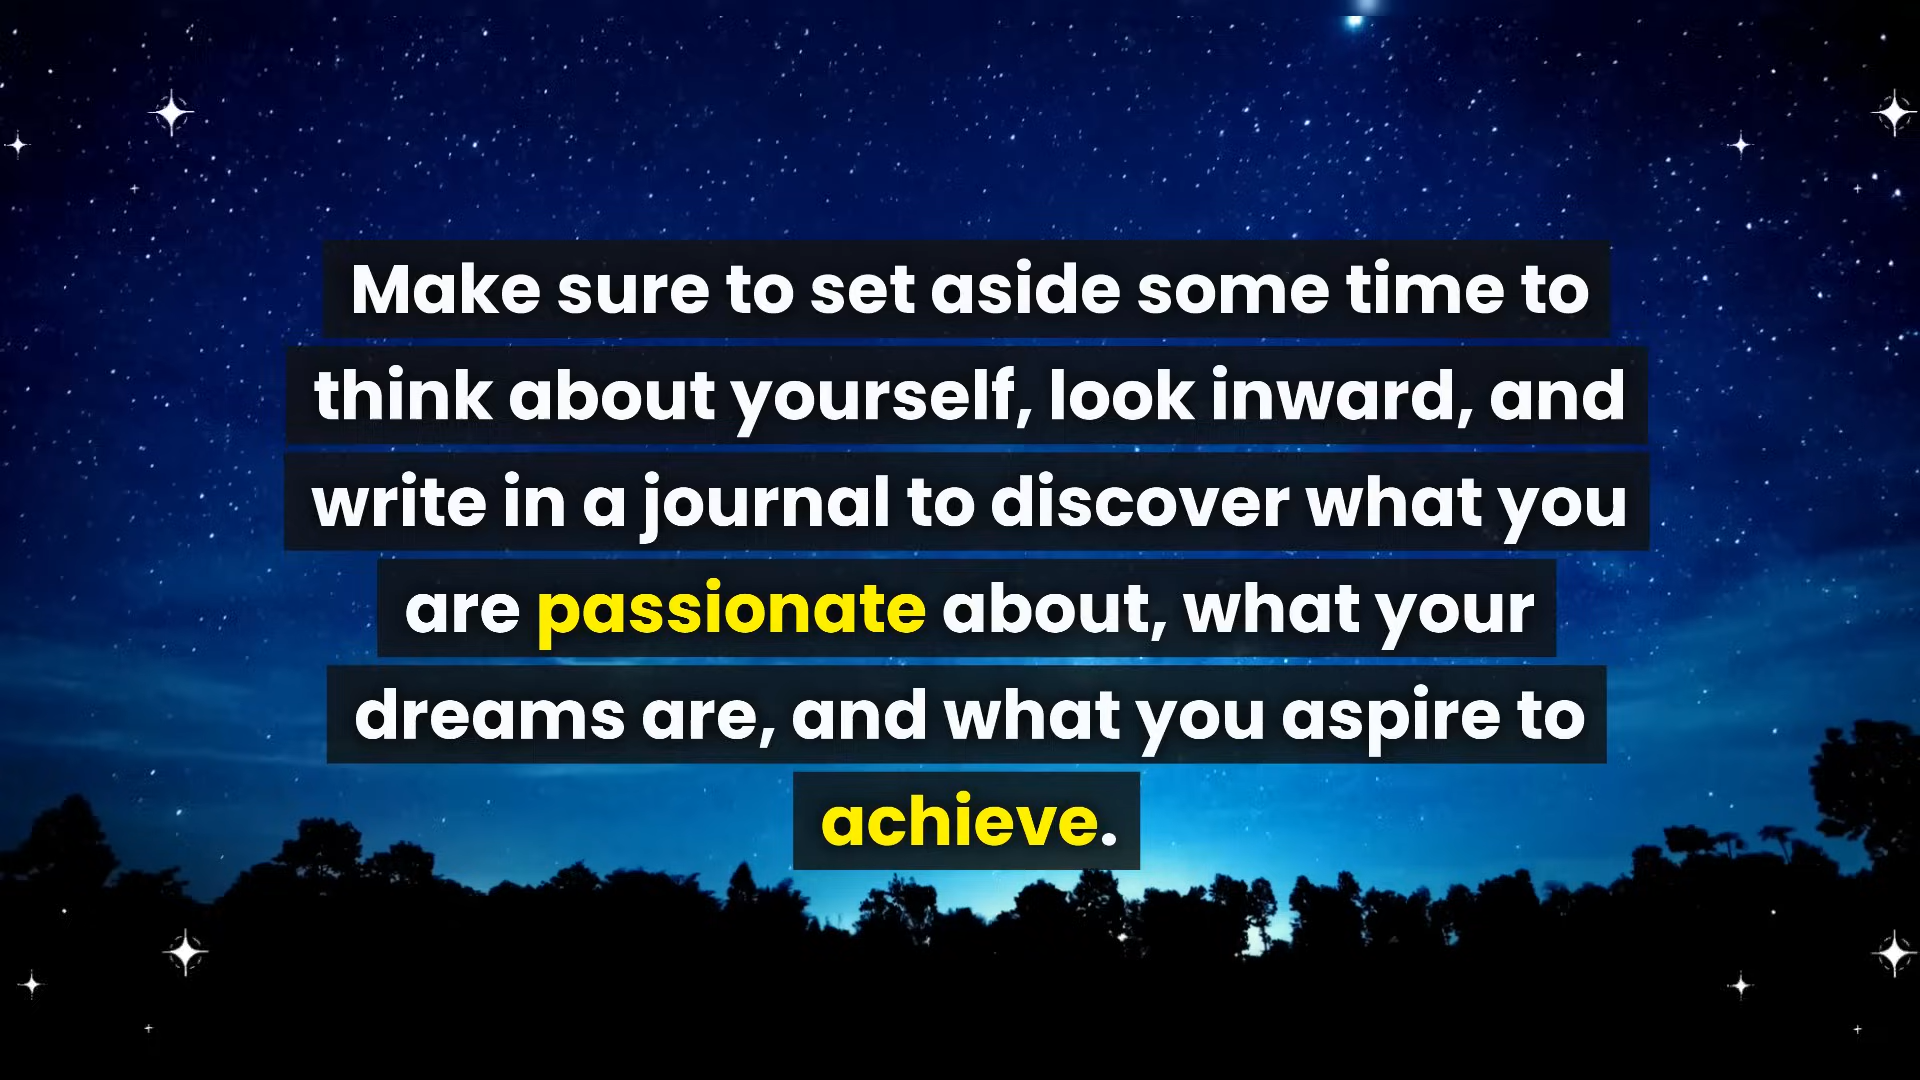 Make sure to set aside some time to
think about yourself, look inward, and
write in a journal to discover what you
are passionate about, what your
dreams are, and what you aspire to
achieve.